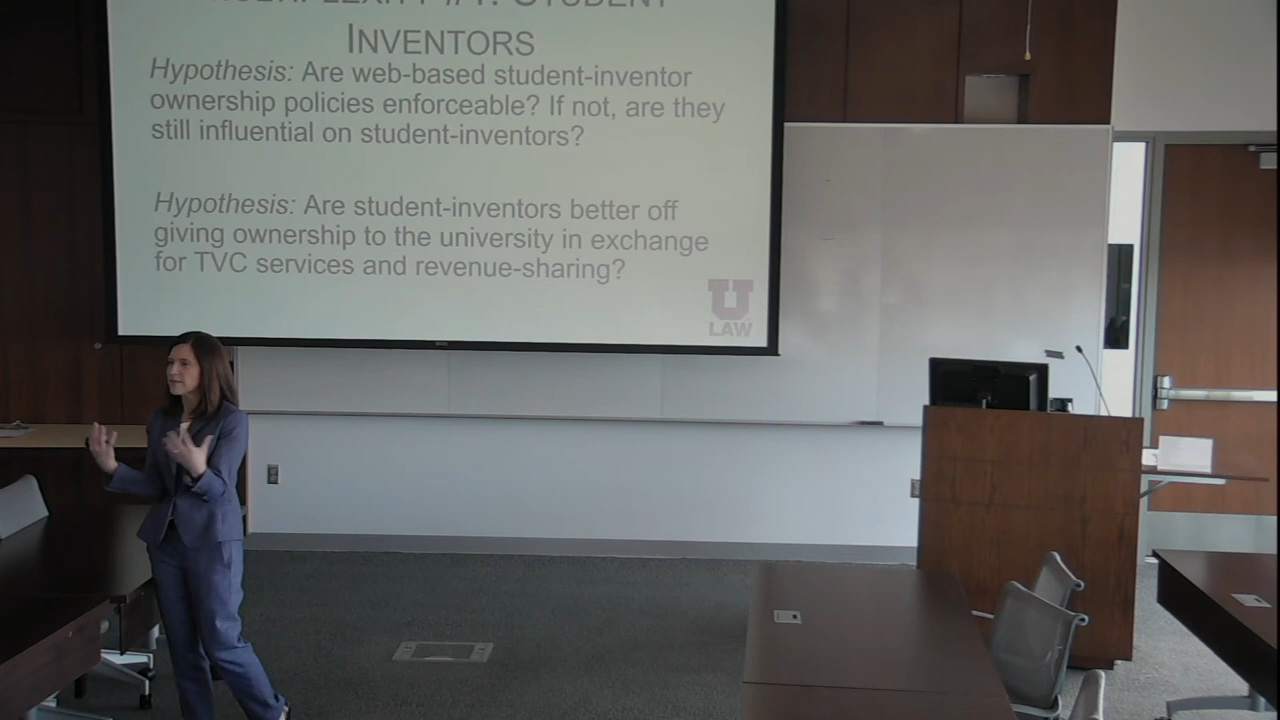 STUDENT
INVENTORS
Hypothesis: Are web-based student-inventor
ownership policies enforceable? If not, are they
still influential on student-inventors?
Hypothesis: Are student-inventors better off
giving ownership to the university in exchange
for TVC services and revenue-sharing?
U
LAW